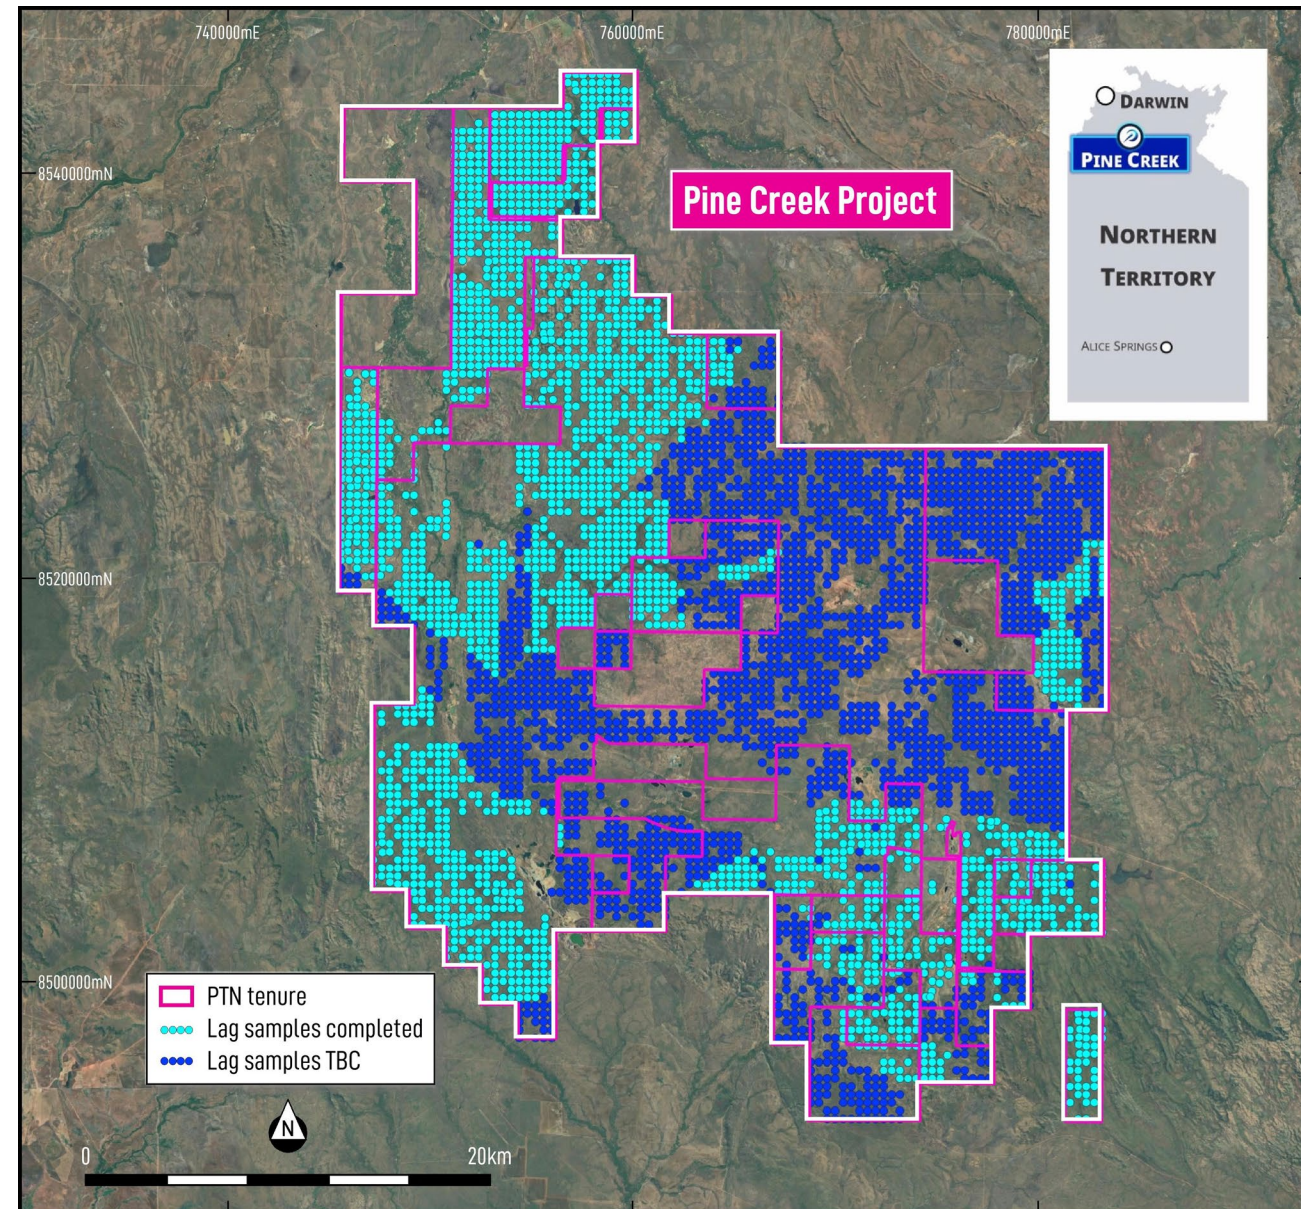 740000mE
760000mE
780000mE
8540000mN
8520000mN
8500000mN
Pine Creek Project
DARWIN
PINE CREEK
NORTHERN
TERRITORY
ALICE SPRINGS
PTN tenure
Lag samples completed
Lag samples TBC
N
0
20km